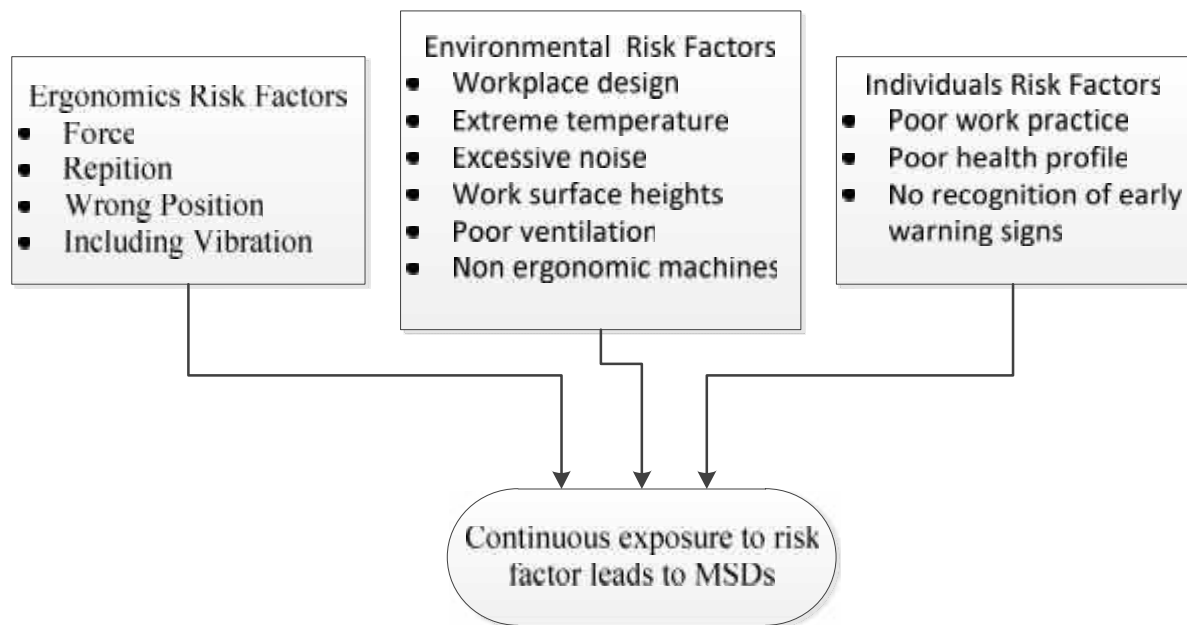 Ergonomics Risk Factors
• Force
• Repition
• Wrong Position
• Including Vibration
Environmental Risk Factors
• Workplace design
• Extreme temperature
• Excessive noise
• Work surface heights
• Poor ventilation
• Non ergonomic machines
Individuals Risk Factors
• Poor work practice
• Poor health profile
• No recognition of early
warning signs
Continuous exposure to risk
factor leads to MSDs